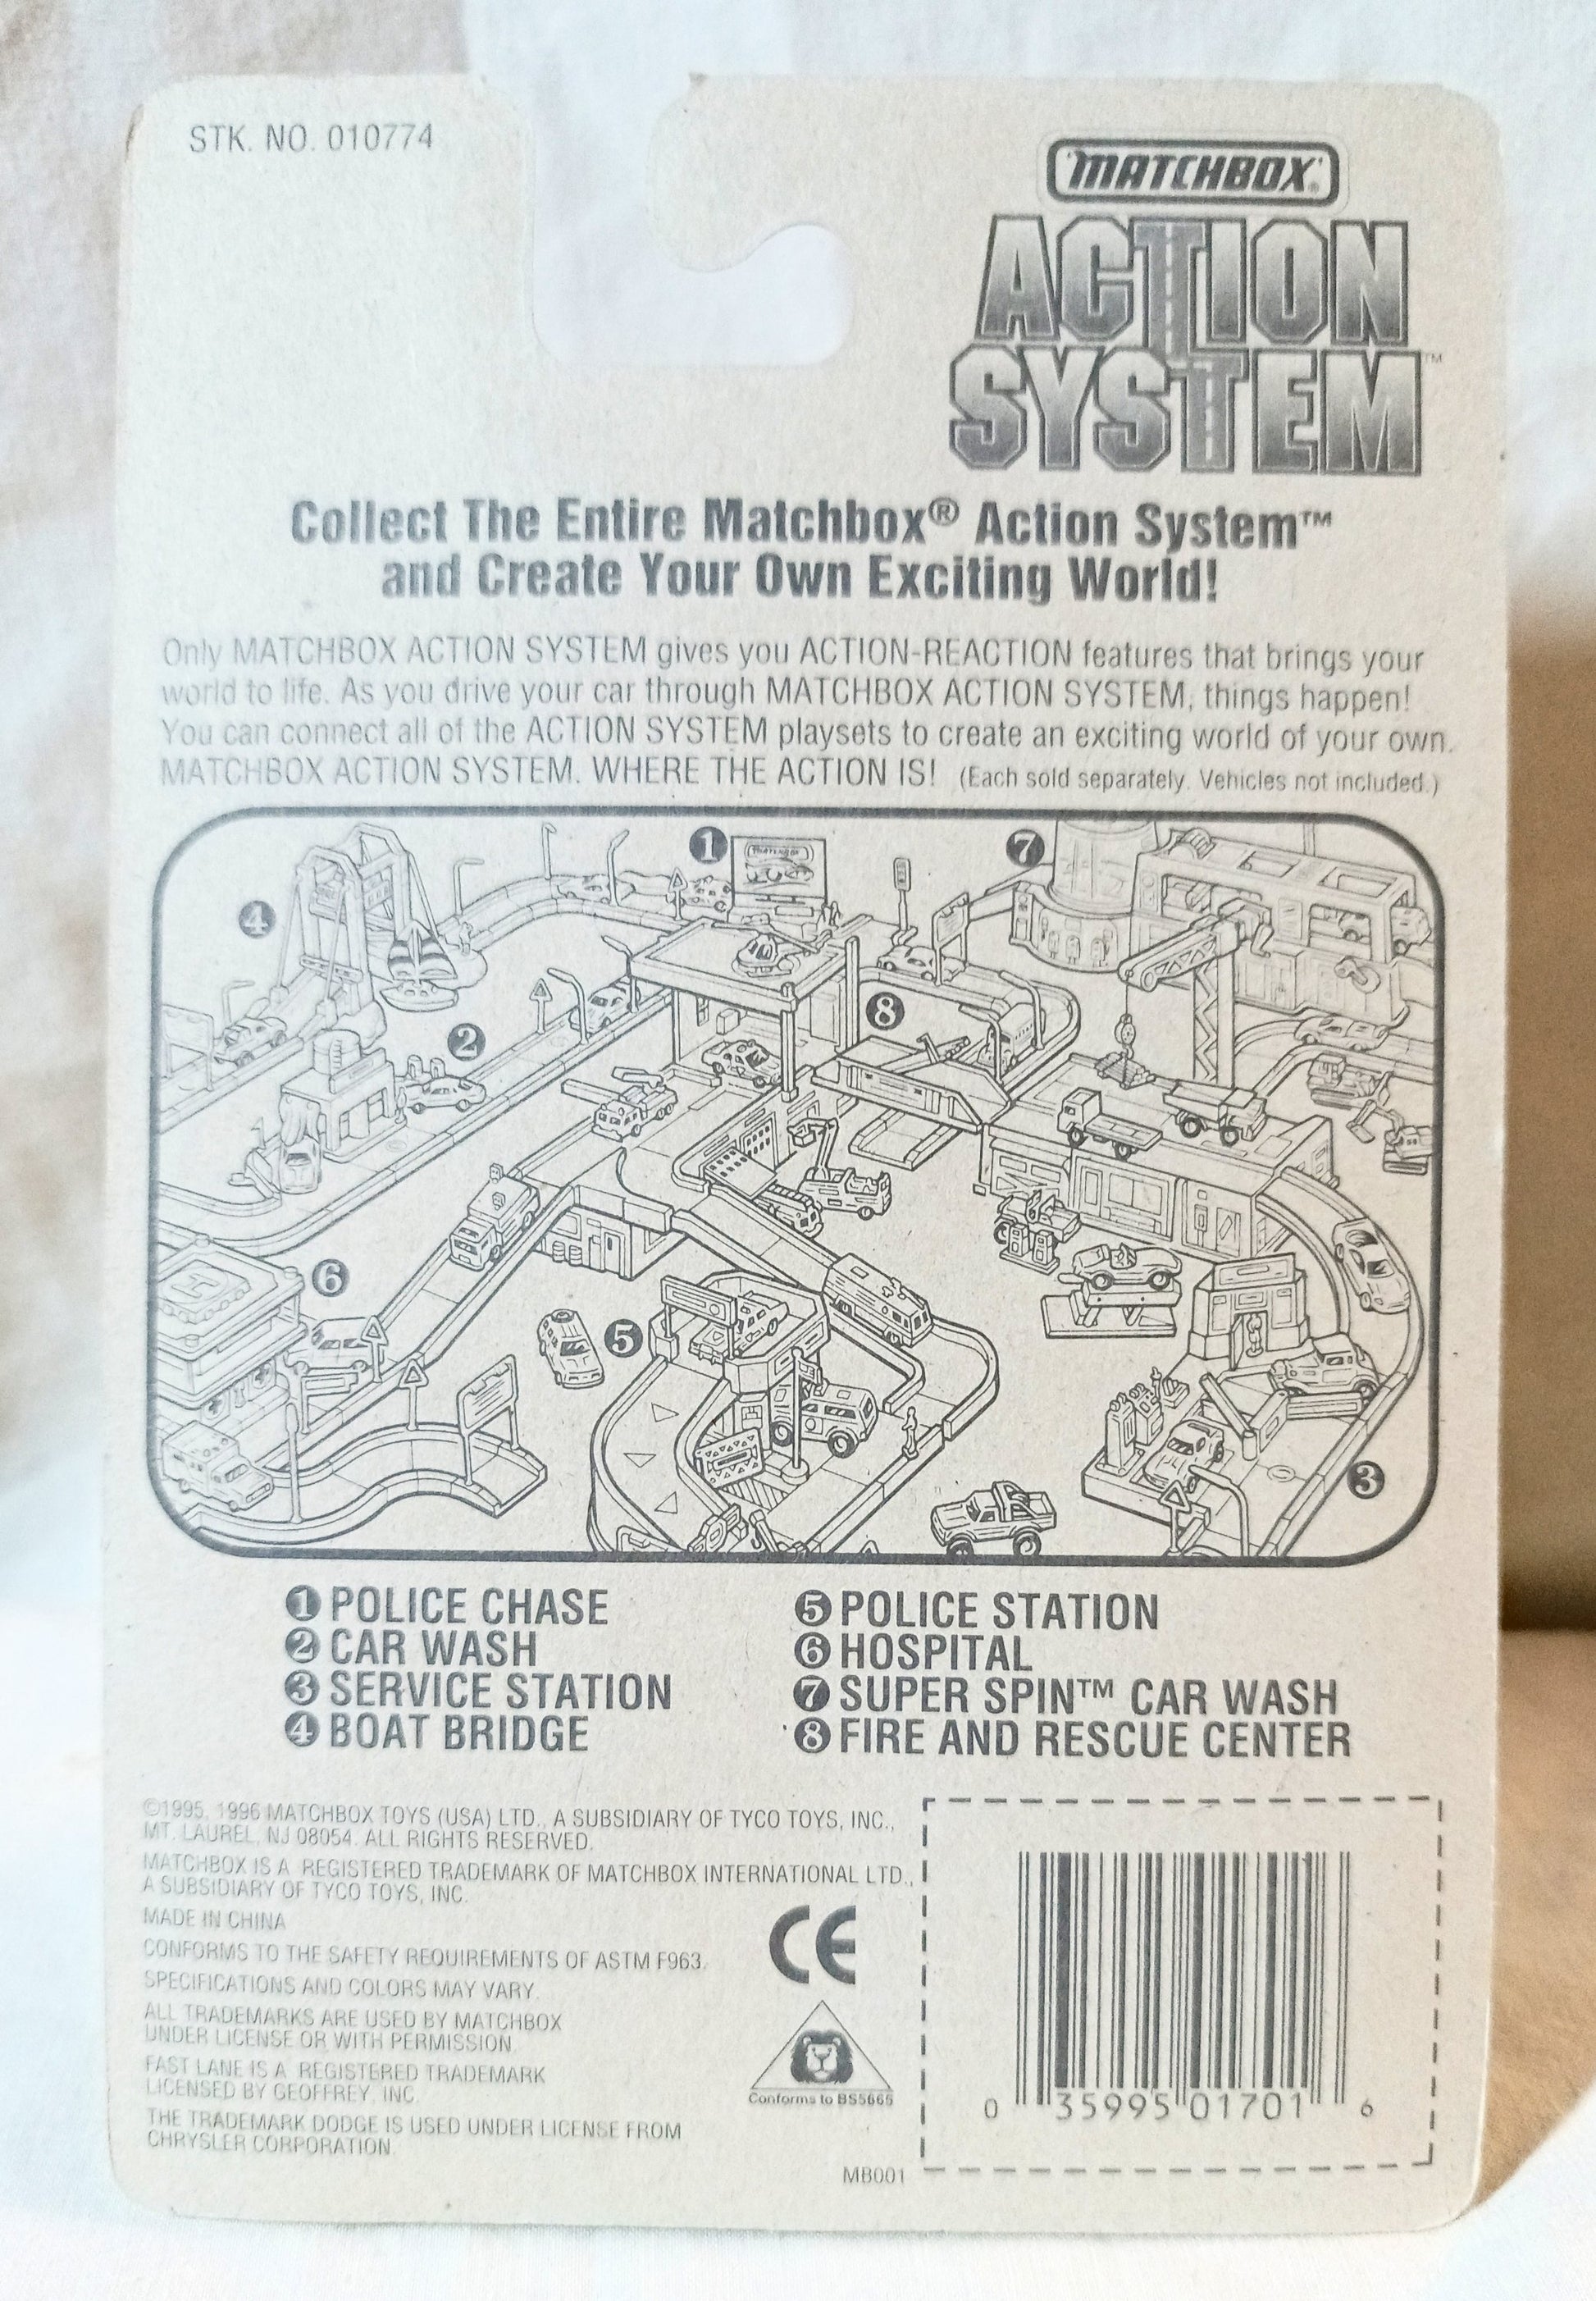 STK. NO. 010774
MATCHBOX®
ACTION
SYSTEM™
Collect The Entire Matchbox® Action System™
and Create Your Own Exciting World!
Only MATCHBOX ACTION SYSTEM gives you ACTION-REACTION features that brings your
world to life. As you drive your car through MATCHBOX ACTION SYSTEM, things happen!
You can connect all of the ACTION SYSTEM playsets to create an exciting world of your own.
MATCHBOX ACTION SYSTEM. WHERE THE ACTION IS! (Each sold separately. Vehicles not included.)
1
7
MATCHBOX
4
8
2
6
H
5
3
1 POLICE CHASE
2 CAR WASH
3 SERVICE STATION
4 BOAT BRIDGE
5 POLICE STATION
6 HOSPITAL
7 SUPER SPIN™ CAR WASH
8 FIRE AND RESCUE CENTER
©1995, 1996 MATCHBOX TOYS (USA) LTD., A SUBSIDIARY OF TYCO TOYS, INC.,
MT. LAUREL, NJ 08054. ALL RIGHTS RESERVED.
MATCHBOX IS A REGISTERED TRADEMARK OF MATCHBOX INTERNATIONAL LTD.,
A SUBSIDIARY OF TYCO TOYS, INC.
MADE IN CHINA
CONFORMS TO THE SAFETY REQUIREMENTS OF ASTM F963.
SPECIFICATIONS AND COLORS MAY VARY.
ALL TRADEMARKS ARE USED BY MATCHBOX
UNDER LICENSE OR WITH PERMISSION.
FAST LANE IS A REGISTERED TRADEMARK
LICENSED BY GEOFFREY, INC.
THE TRADEMARK DODGE IS USED UNDER LICENSE FROM
CHRYSLER CORPORATION.
CE
Conforms to BS5665
MB001
0 35995 01701 6